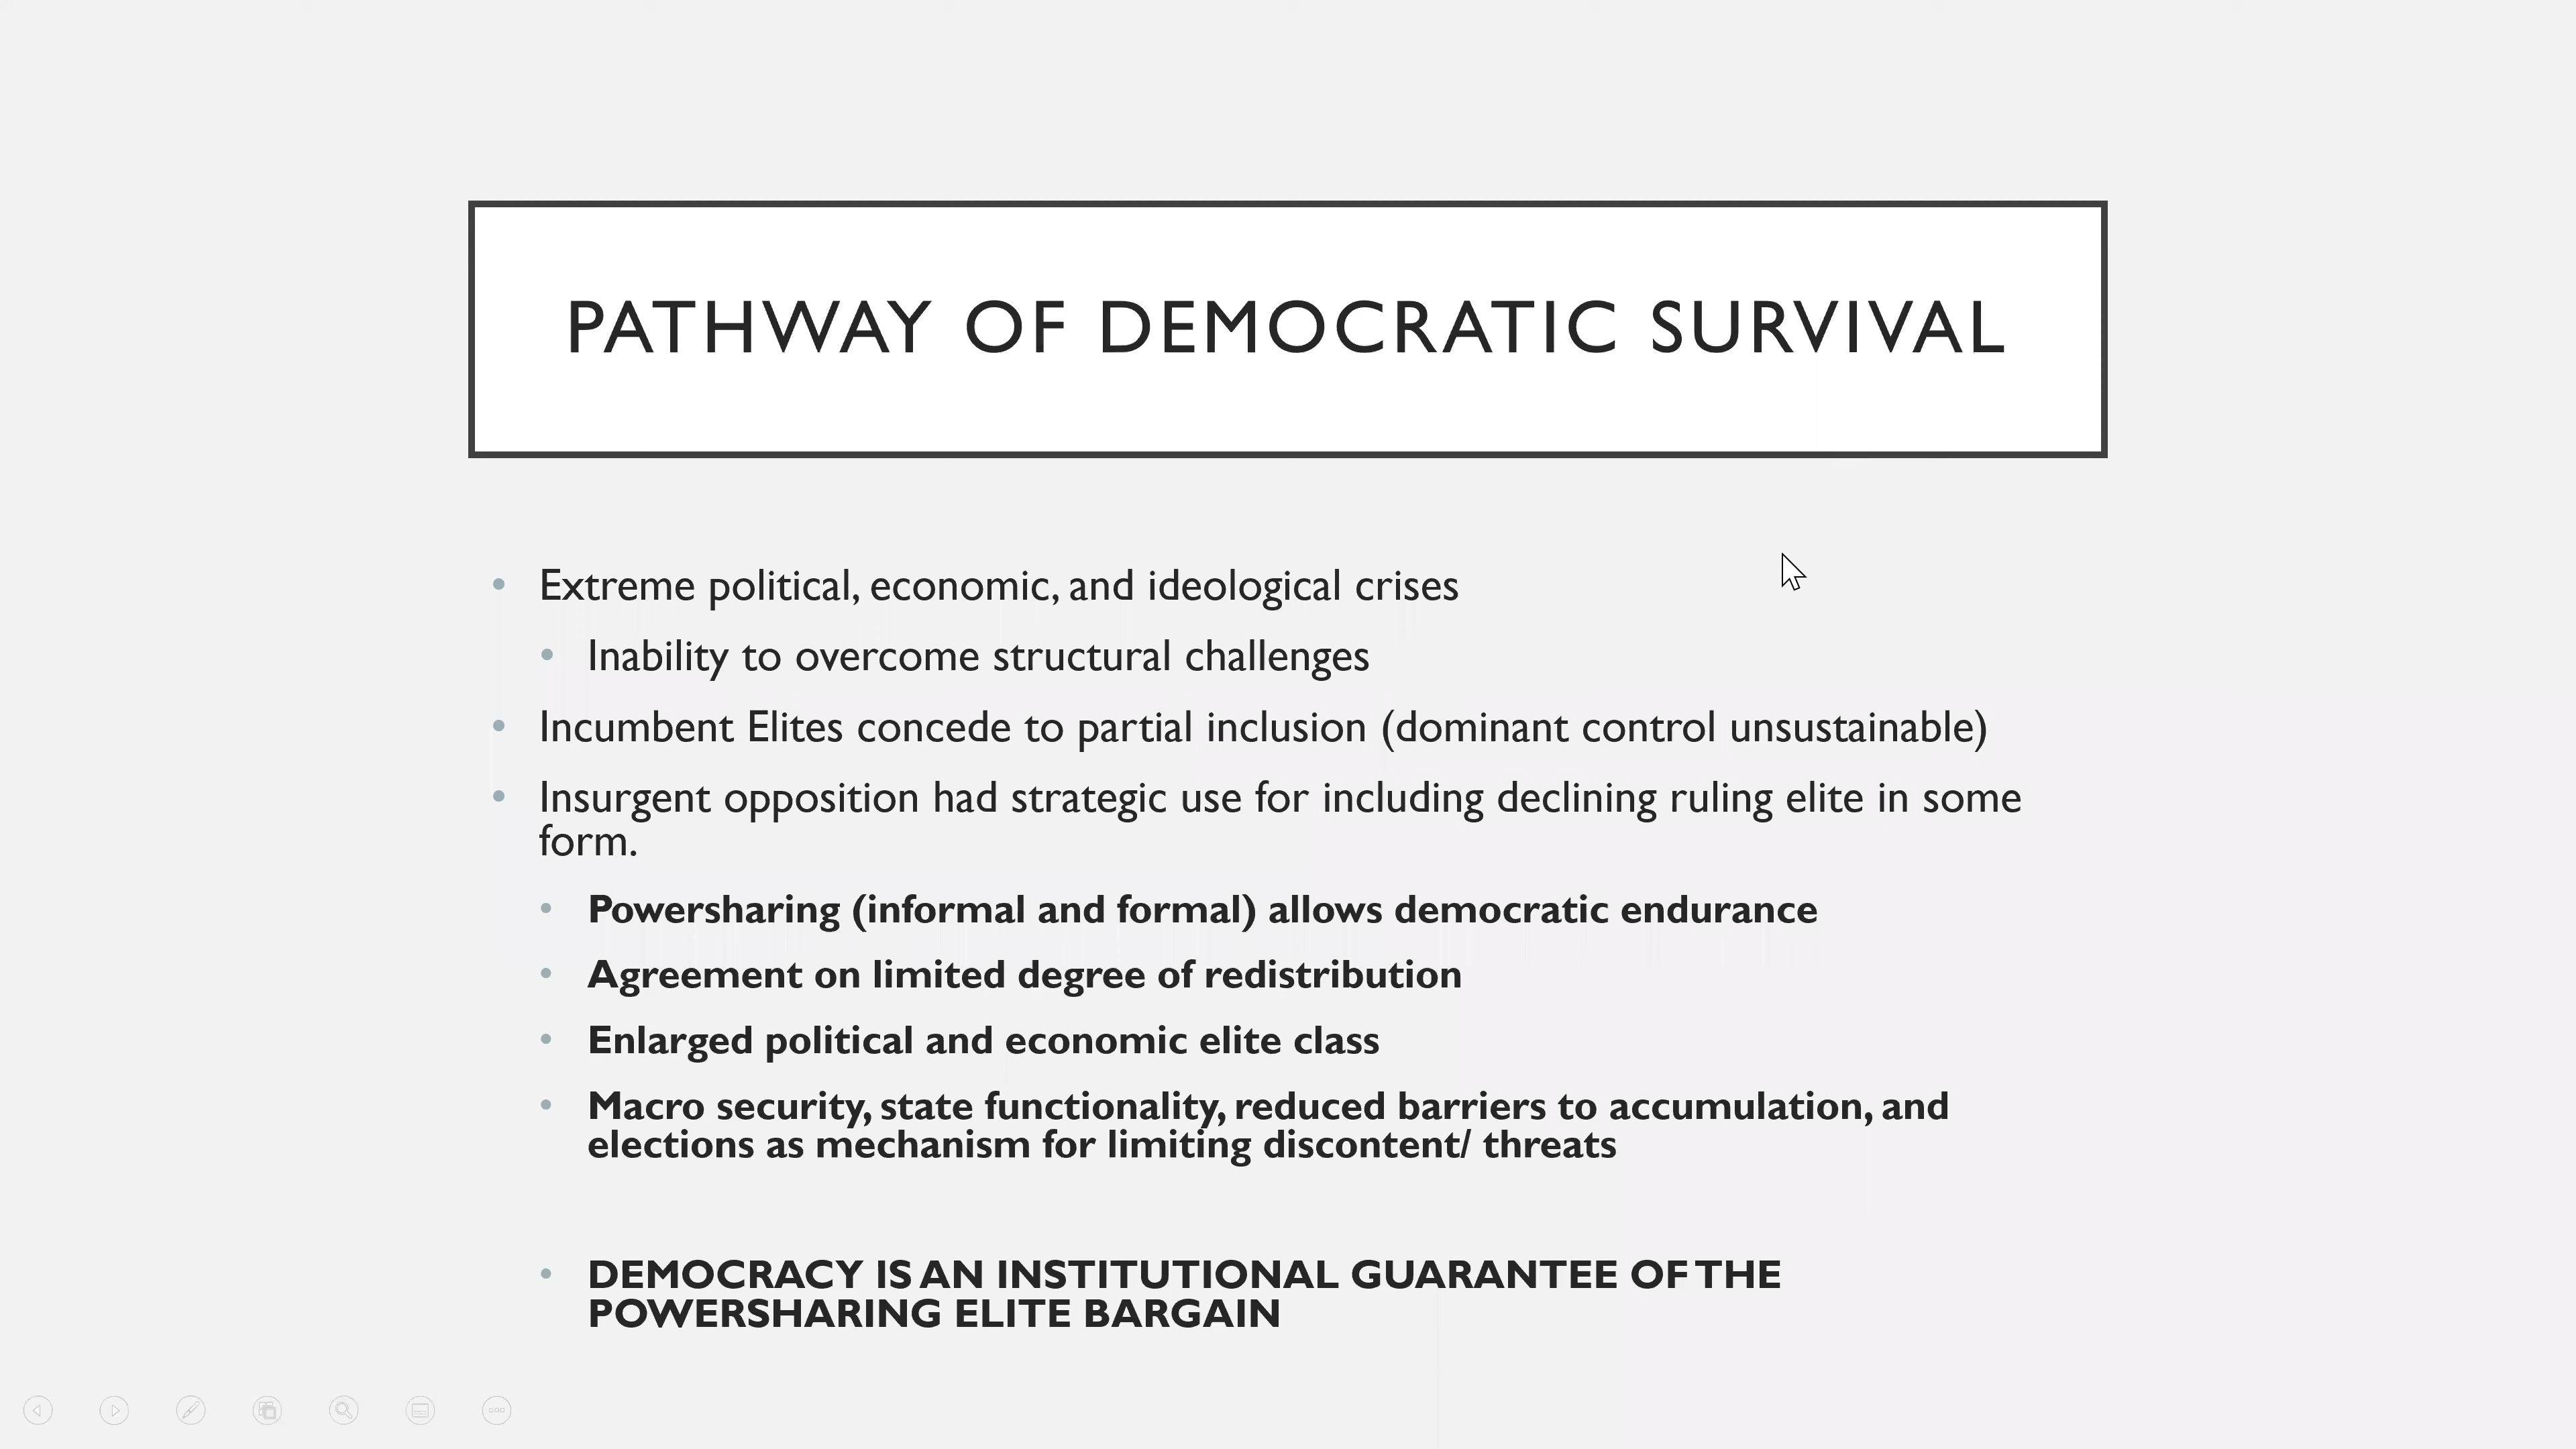 PATHWAY OF DEMOCRATIC SURVIVAL
• Extreme political, economic, and ideological crises
• Inability to overcome structural challenges
• Incumbent Elites concede to partial inclusion (dominant control unsustainable)
• Insurgent opposition had strategic use for including declining ruling elite in some
form.
• Powersharing (informal and formal) allows democratic endurance
• Agreement on limited degree of redistribution
• Enlarged political and economic elite class
• Macro security, state functionality, reduced barriers to accumulation, and
elections as mechanism for limiting discontent/ threats
• DEMOCRACY IS AN INSTITUTIONAL GUARANTEE OF THE
POWERSHARING ELITE BARGAIN